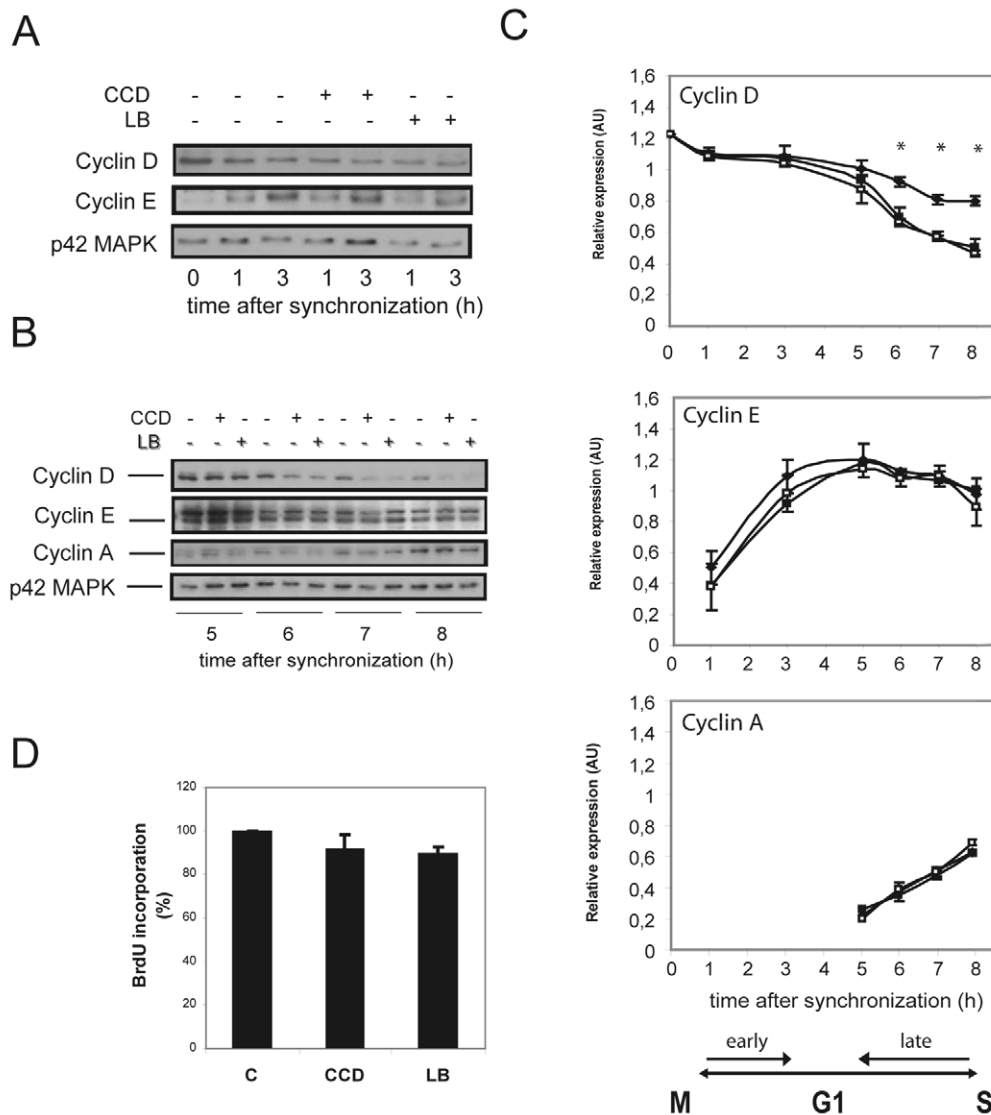 A
CCD - - - + + - -
LB - - - - - + +
Cyclin D
Cyclin E
p42 MAPK
0 1 3 1 3 1 3
time after synchronization (h)
B
CCD - + - - + - - + - - + -
LB - - + - - + - - + - - +
Cyclin D
Cyclin E
Cyclin A
p42 MAPK
5 6 7 8
time after synchronization (h)
D
BrdU incorporation
(%)
120
100
80
60
40
20
0
C CCD LB
C
Cyclin D
Relative expression (AU)
1,6
1,4
1,2
1
0,8
0,6
0,4
0,2
0
* * *
0 1 2 3 4 5 6 7 8
Cyclin E
Relative expression (AU)
1,6
1,4
1,2
1
0,8
0,6
0,4
0,2
0
0 1 2 3 4 5 6 7 8
Cyclin A
Relative expression (AU)
1,6
1,4
1,2
1
0,8
0,6
0,4
0,2
0
0 1 2 3 4 5 6 7 8
time after synchronization (h)
early late
M G1 S